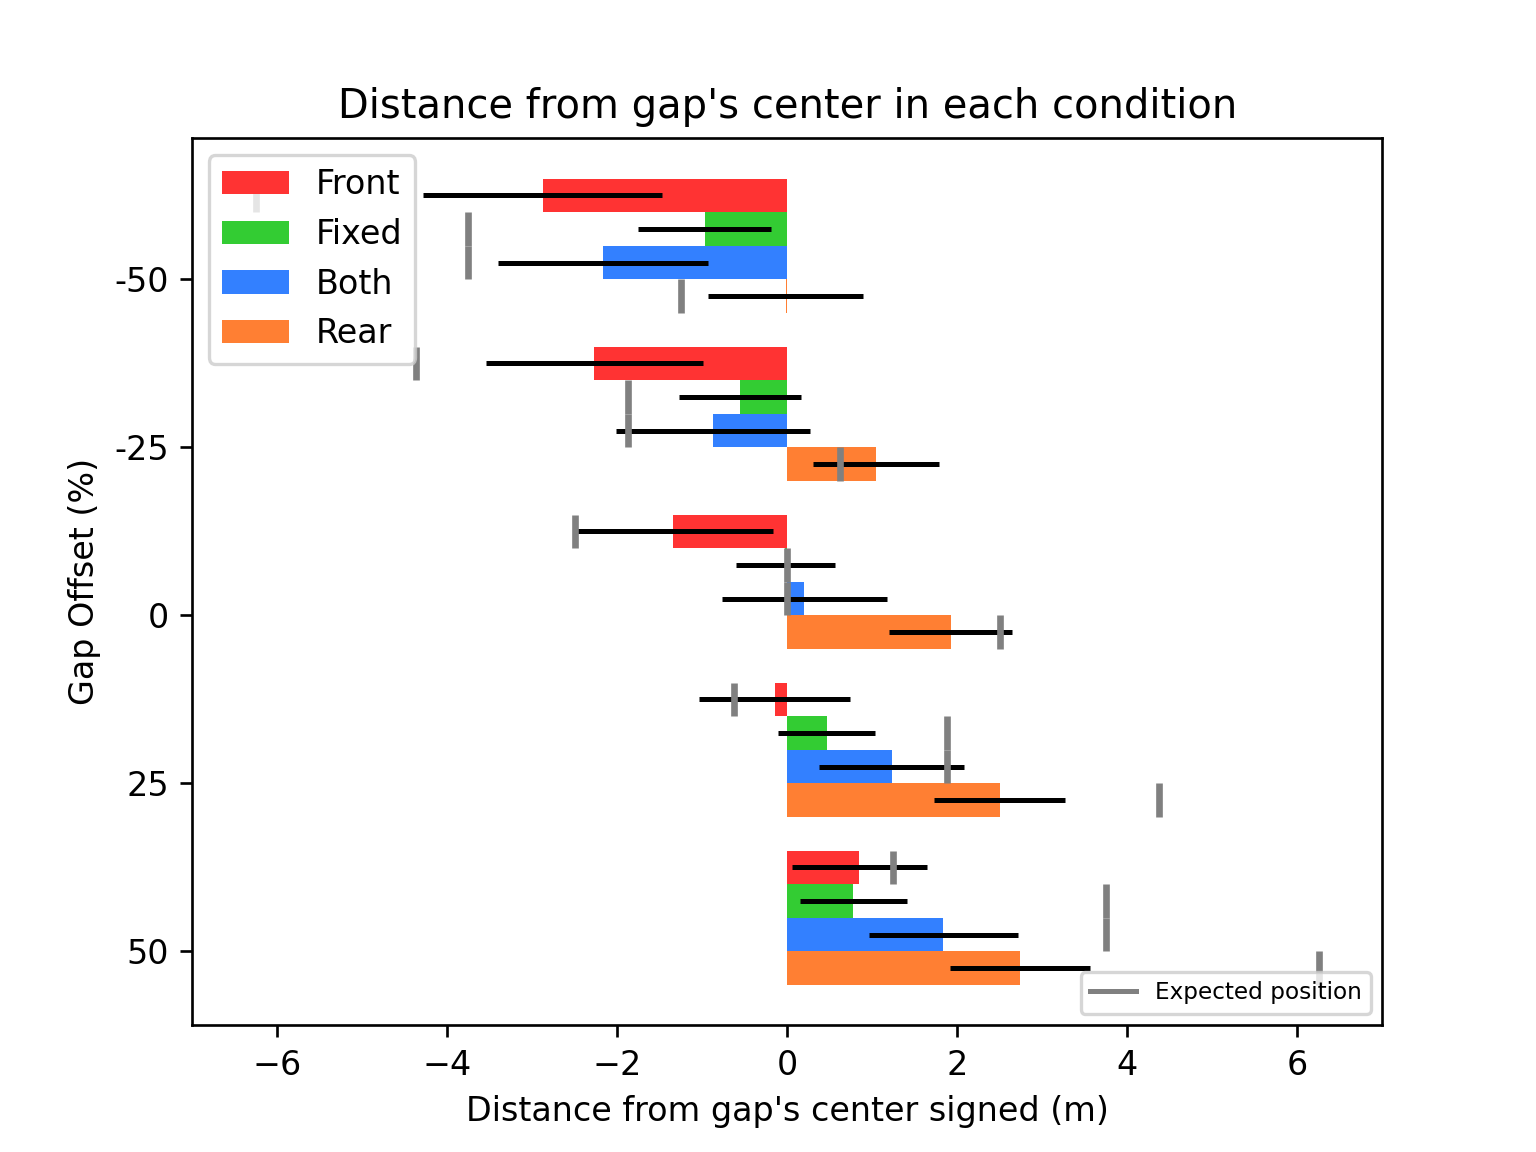 Distance from gap's center in each condition
Front
Fixed
Both
Rear
Gap Offset (%)
-50
-25
0
25
50
Expected position
−6
−4
−2
0
2
4
6
Distance from gap's center signed (m)